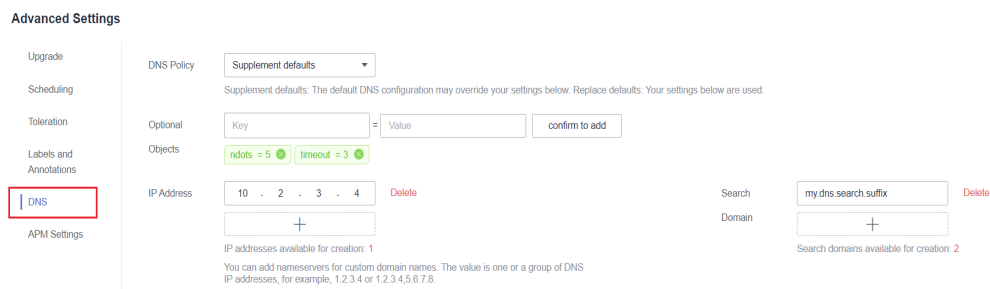 Advanced Settings
Upgrade
Scheduling
Toleration
Labels and
Annotations
DNS
APM Settings
DNS Policy
Supplement defaults
Supplement defaults: The default DNS configuration may override your settings below. Replace defaults: Your settings below are used.
Optional
Objects
Key = Value confirm to add
ndots = 5 timeout = 3
IP Address 10 . 2 . 3 . 4 Delete
IP addresses available for creation: 1
You can add nameservers for custom domain names. The value is one or a group of DNS
IP addresses, for example, 1.2.3.4 or 1.2.3.4,5.6.7.8.
Search
Domain
my.dns.search.suffix Delete
Search domains available for creation: 2